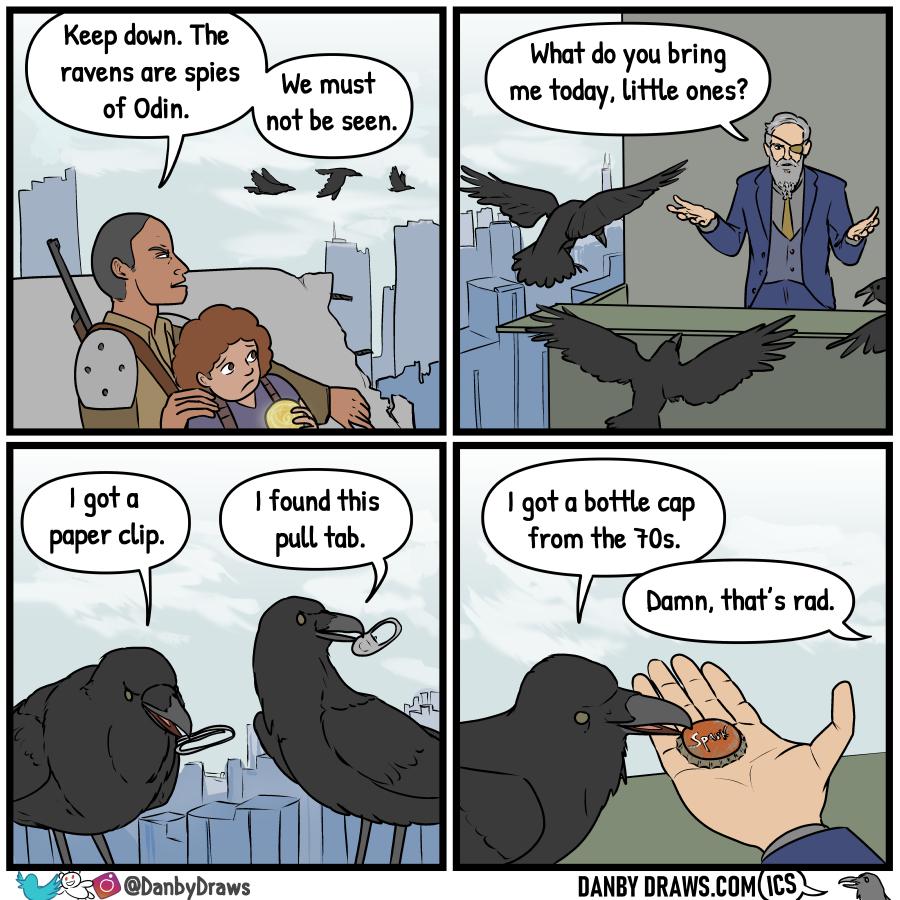 Keep down. The
ravens are spies
of Odin.
We must
not be seen.
What do you bring
me today, little ones?
I got a
paper clip.
I found this
pull tab.
I got a bottle cap
from the 70s.
Damn, that's rad.
@DanbyDraws
DANBY DRAWS.COM ICS